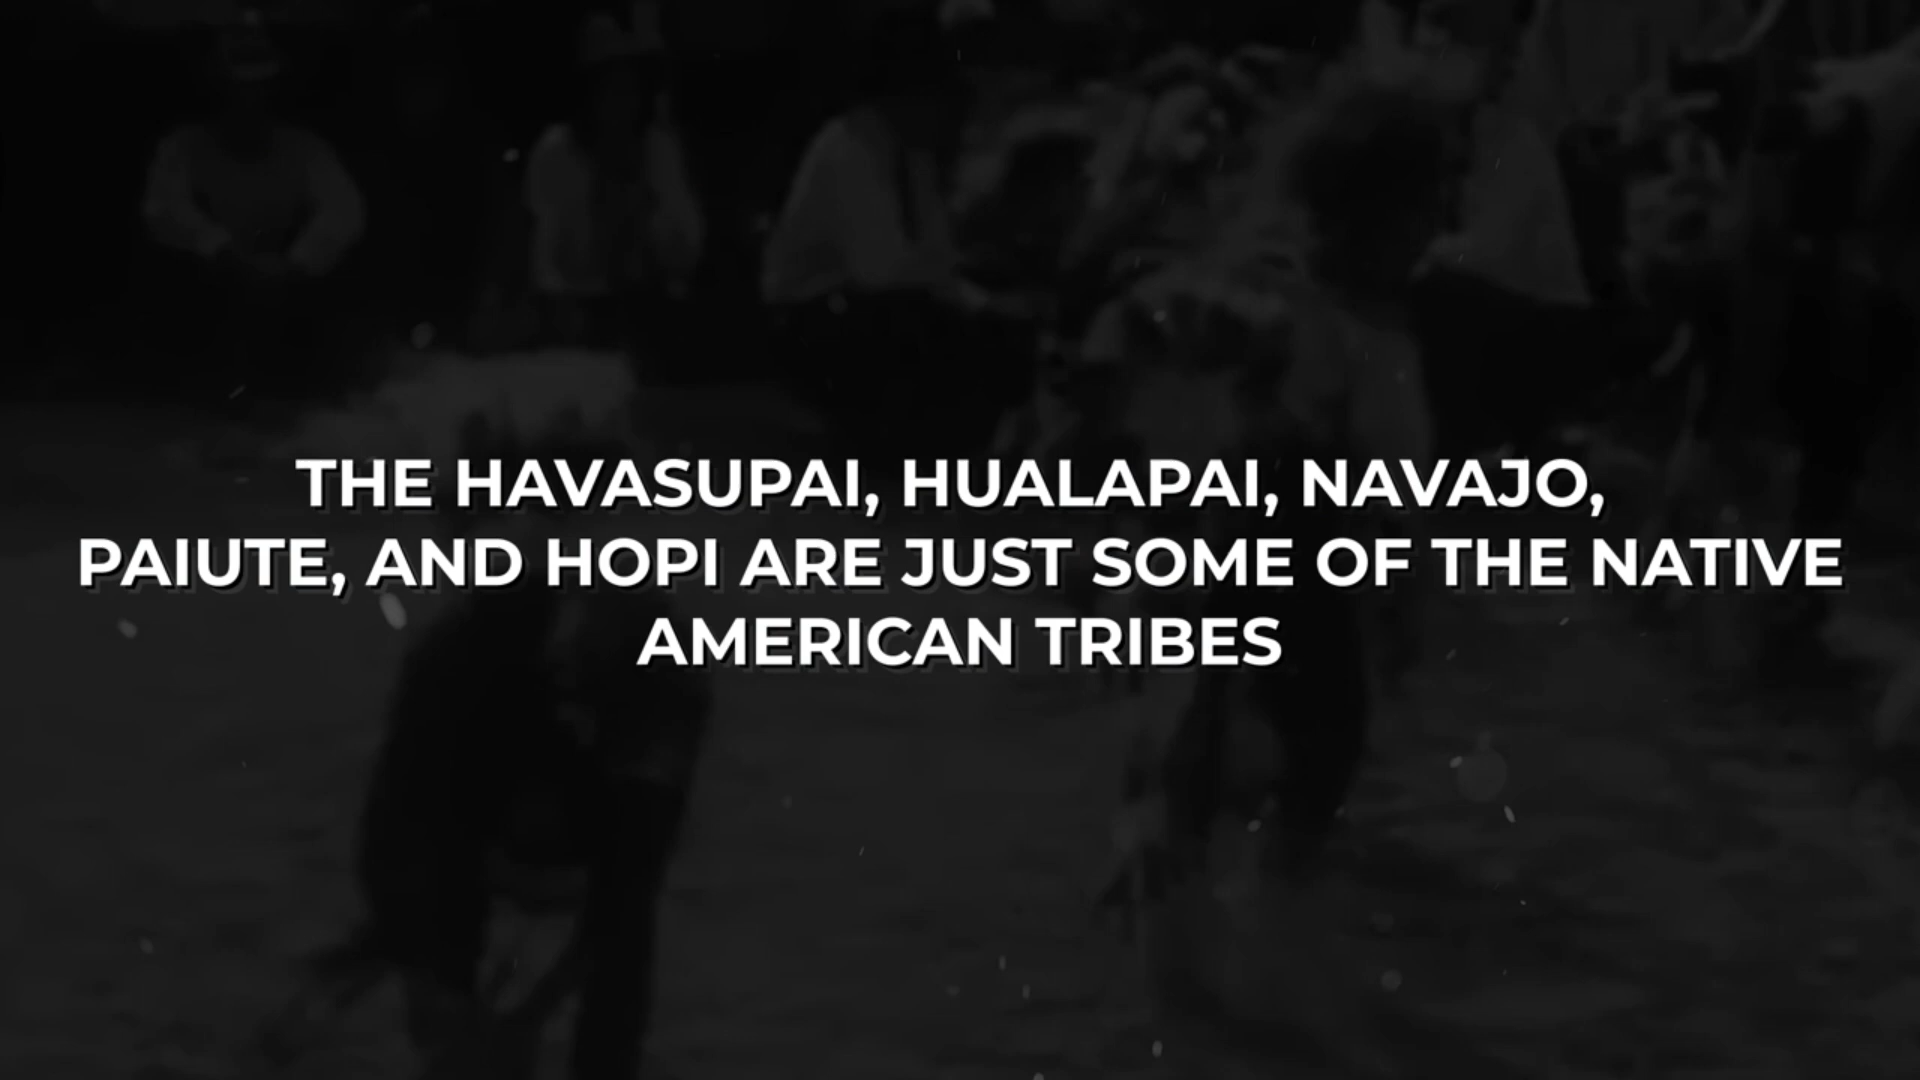 THE HAVASUPAI, HUALAPAI, NAVAJO,
PAIUTE, AND HOPI ARE JUST SOME OF THE NATIVE
AMERICAN TRIBES